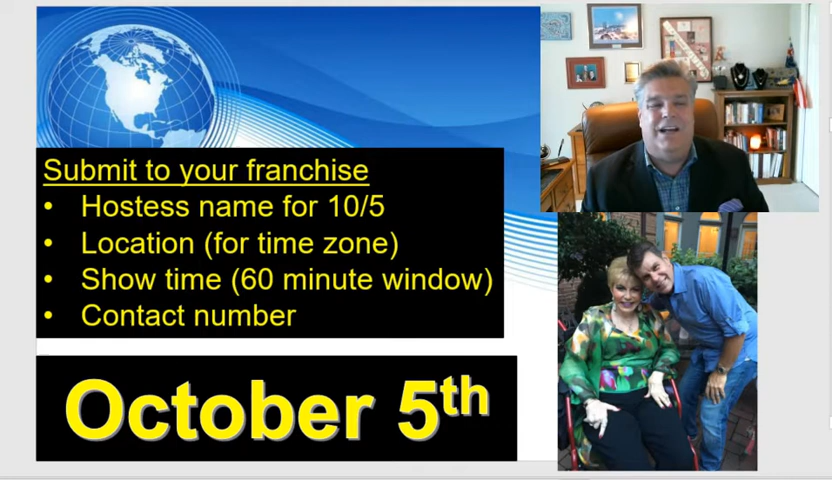 Submit to your franchise
• Hostess name for 10/5
• Location (for time zone)
• Show time (60 minute window)
• Contact number
October 5th